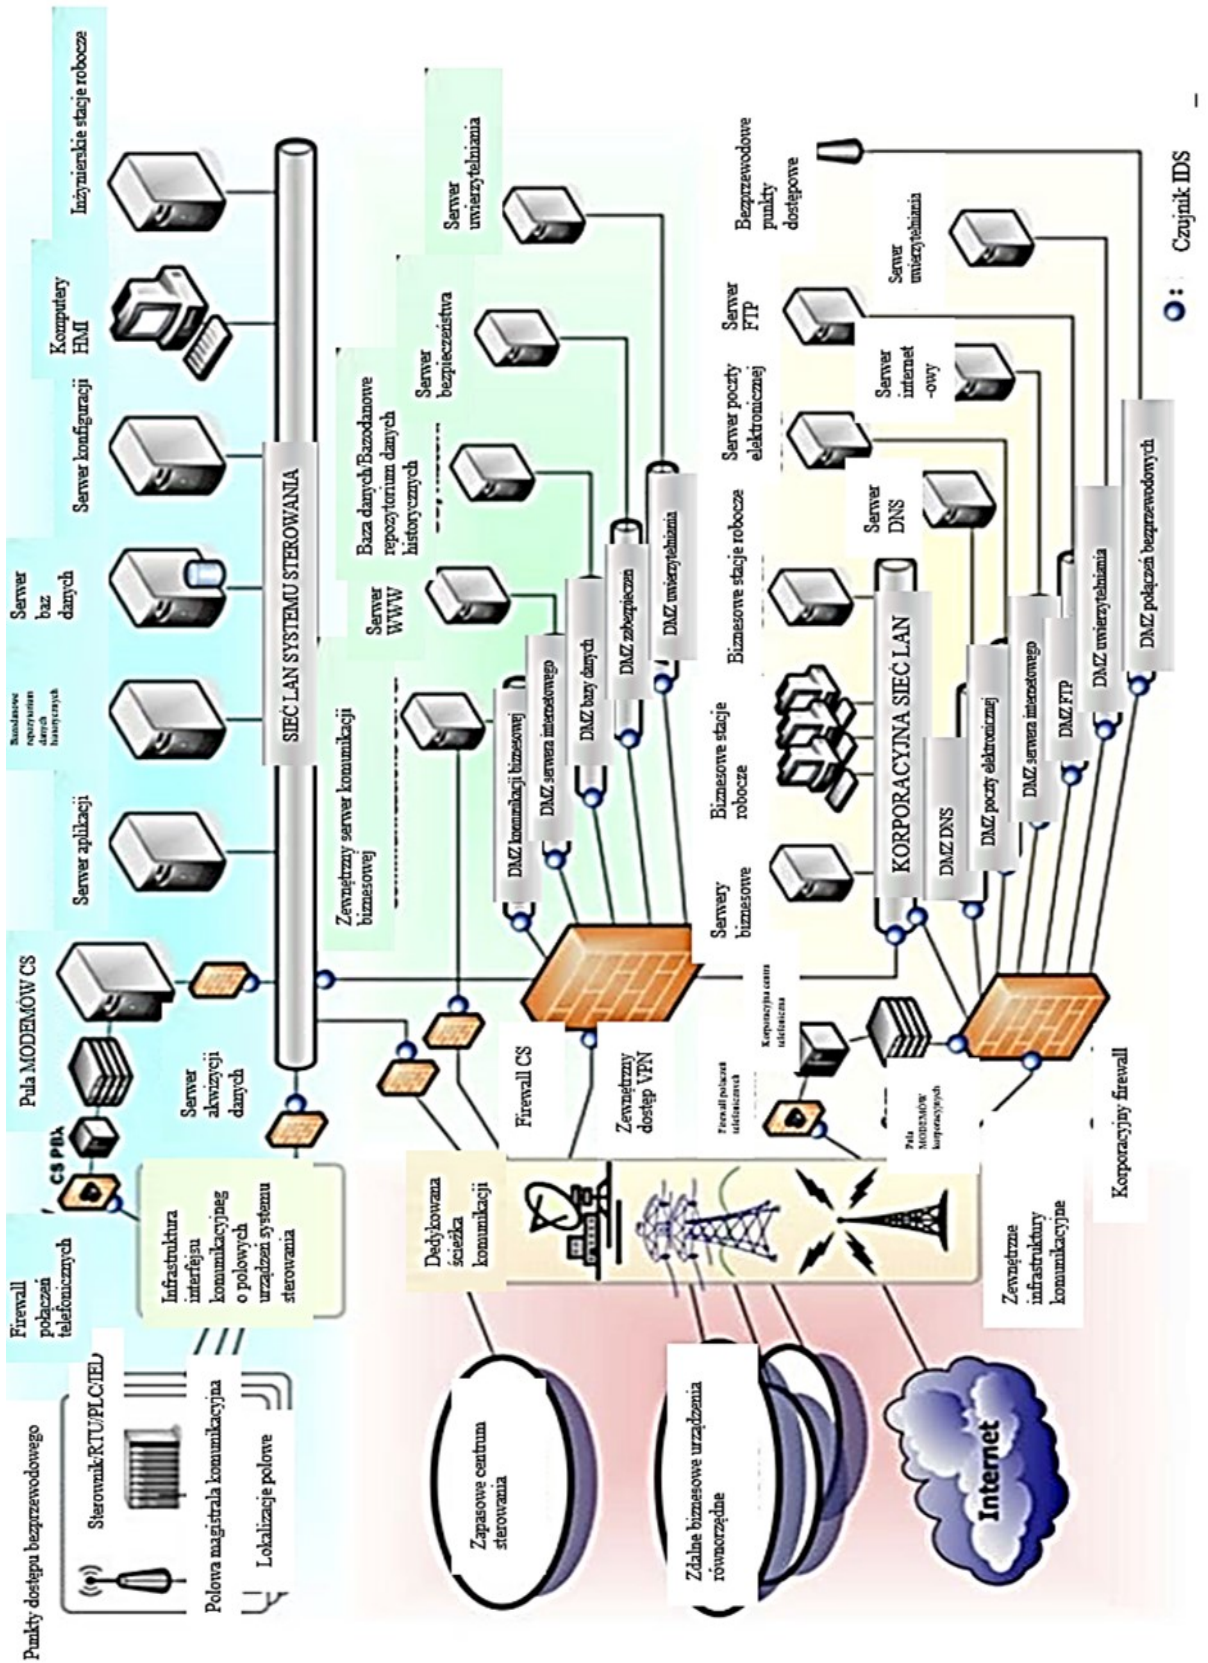 Punkty dostępu bezprzewodowego
Sterownik/RTU/PLC/IED
Polowa magistrala komunikacyjna
Lokalizacje polowe
Firewall
połaczeń
telefonicznych
CS PBX
Pula MODEMÓW CS
Infrastruktura
interfejsu
komunikacyjneg
o polowych
urządzeń systemu
sterowania
Serwer
akwizycji
danych
Serwer aplikacji
Bazodanowe
repozytorium
danych
historycznych
Serwer
baz
danych
Serwer konfiguracji
Komputery
HMI
Inżynierskie stacje robocze
SIEĆ LAN SYSTEMU STEROWANIA
Zapasowe centrum
sterowania
Dedykowana
ścieżka
komunikacji
Firewall CS
Zewnętrzny
dostęp VPN
Zewnętrzny serwer komunikacji
biznesowej
Serwer
WWW
Baza danych/Bazodanowe
repozytorium danych
historycznych
Serwer
bezpieczeństwa
Serwer
uwierzytelniania
DMZ komunikacji biznesowej
DMZ serwera internetowego
DMZ bazy danych
DMZ zabezpieczeń
DMZ uwierzytelniania
Zdalne biznesowe urządzenia
równorzędne
Internet
Zewnętrzne
infrastruktury
komunikacyjne
Firewall połaczeń
telefonicznych
Korporacyjna centra
telefoniczna
Pula
MODEMÓW
korporacyjnych
Korporacyjny firewall
Serwery
biznesowe
Biznesowe stacje
robocze
Biznesowe stacje robocze
Serwer
DNS
Serwer poczty
elektronicznej
Serwer
internet
-owy
Serwer
FTP
Serwer
uwierzytelniania
Bezprzewodowe
punkty
dostępowe
KORPORACYJNA SIEĆ LAN
DMZ DNS
DMZ poczty elektronicznej
DMZ serwera internetowego
DMZ FTP
DMZ uwierzytelniania
DMZ połączeń bezprzewodowych
: Czujnik IDS